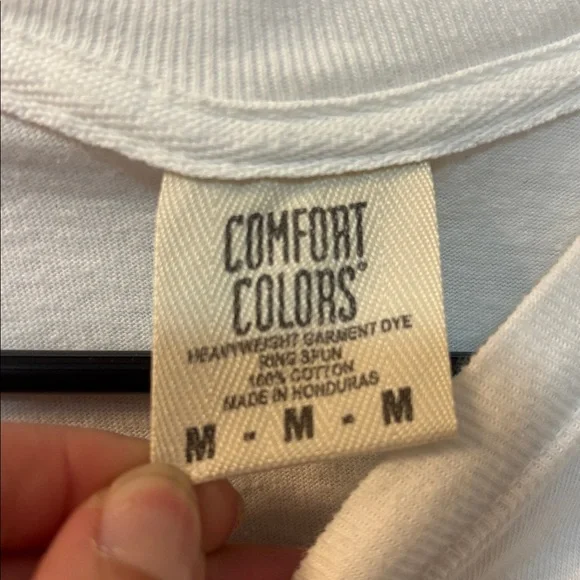 COMFORT
COLORS®
HEAVYWEIGHT GARMENT DYE
RING SPUN
100% COTTON
MADE IN HONDURAS
M - M - M